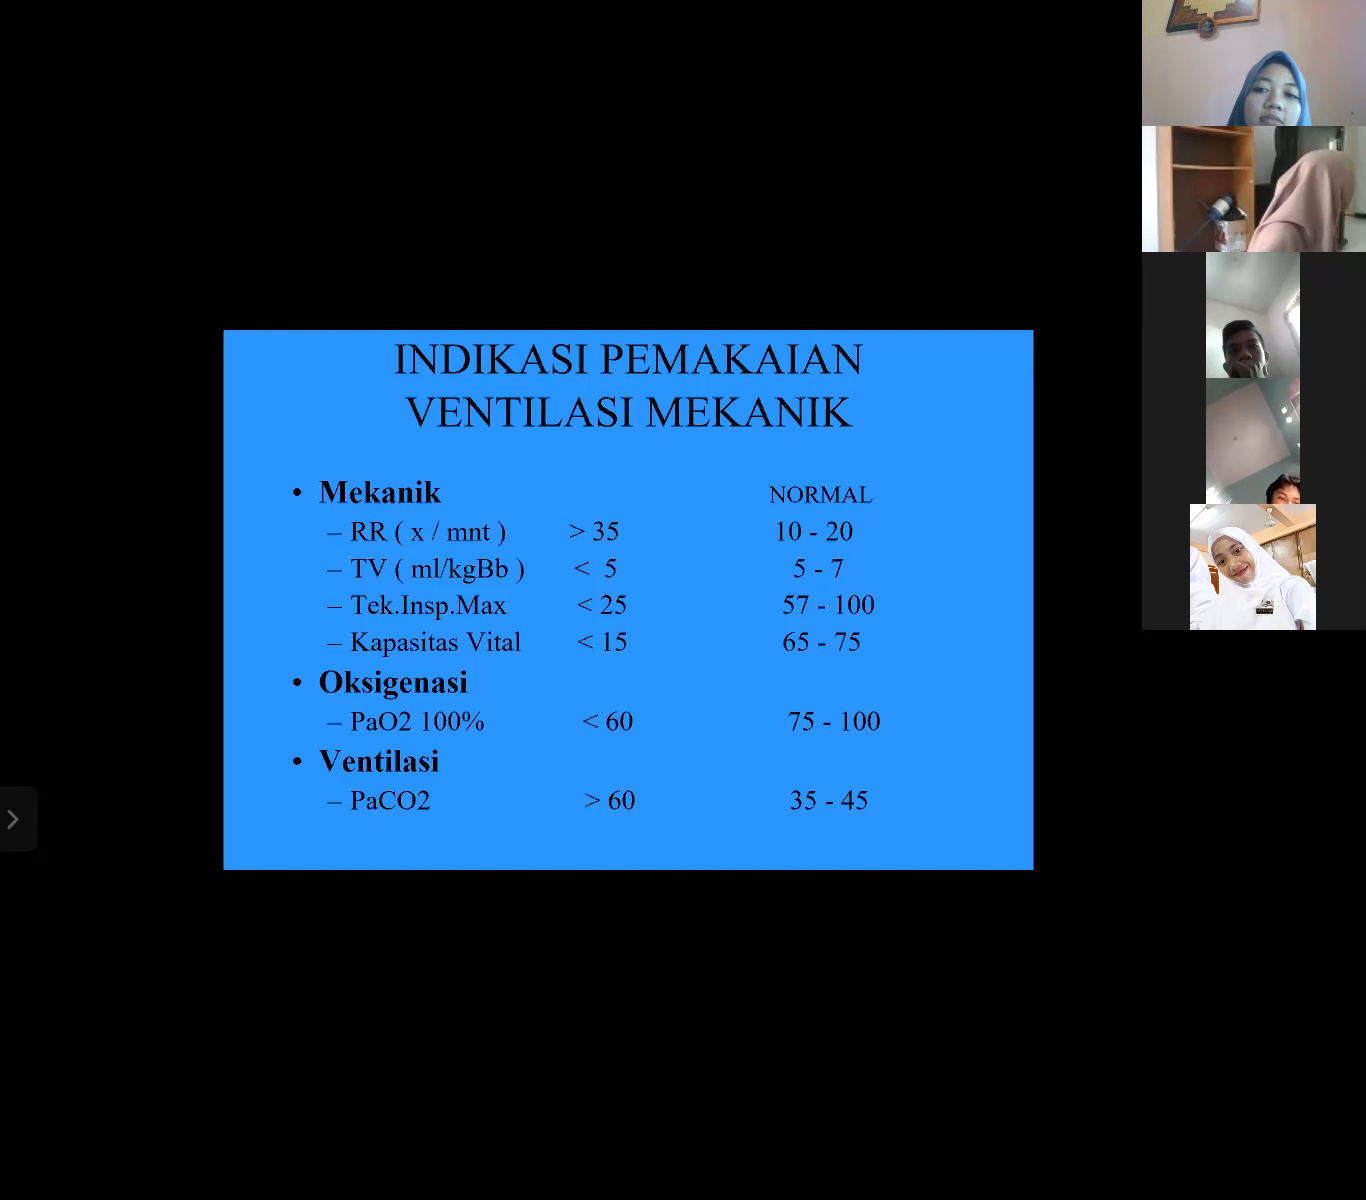 INDIKASI PEMAKAIAN
VENTILASI MEKANIK
• Mekanik NORMAL
– RR ( x / mnt ) > 35 10 - 20
– TV ( ml/kgBb ) < 5 5 - 7
– Tek.Insp.Max < 25 57 - 100
– Kapasitas Vital < 15 65 - 75
• Oksigenasi
– PaO2 100% < 60 75 - 100
• Ventilasi
– PaCO2 > 60 35 - 45